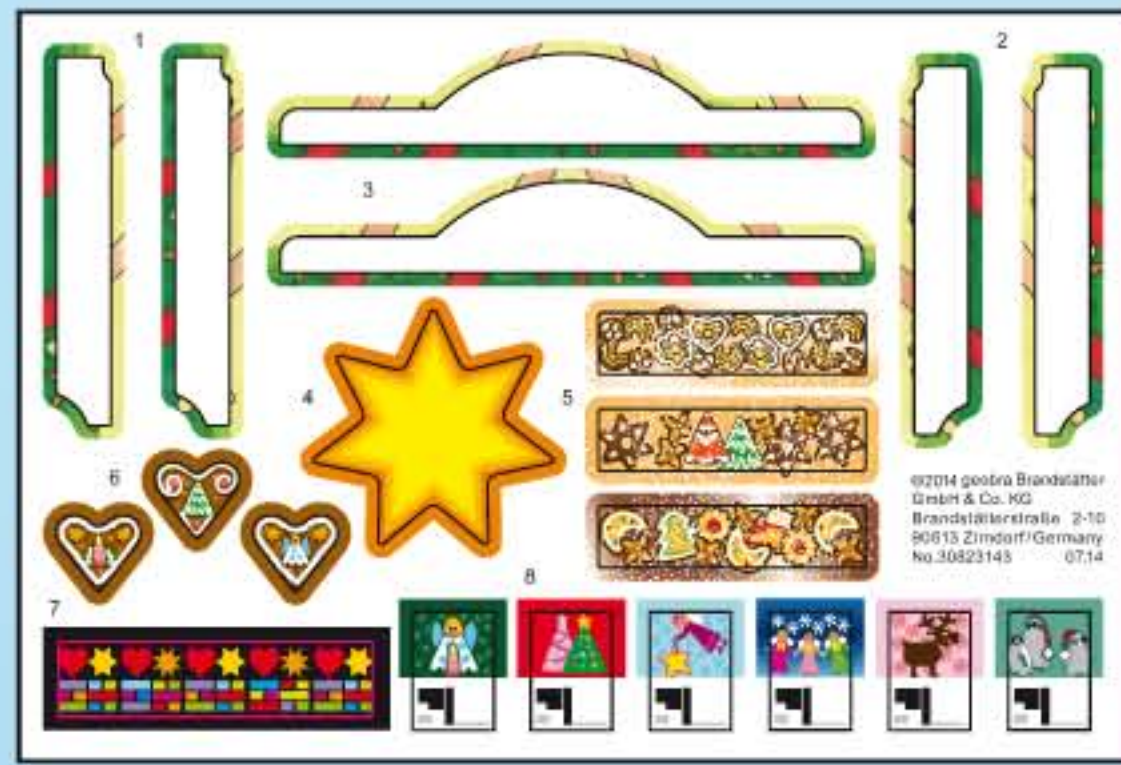 1
2
3
4
5
6
©2014 geobra Brandstätter
GmbH & Co. KG
Brandstätterstraße 2-10
90513 Zirndorf/Germany
No.30823143 07.14
7
8